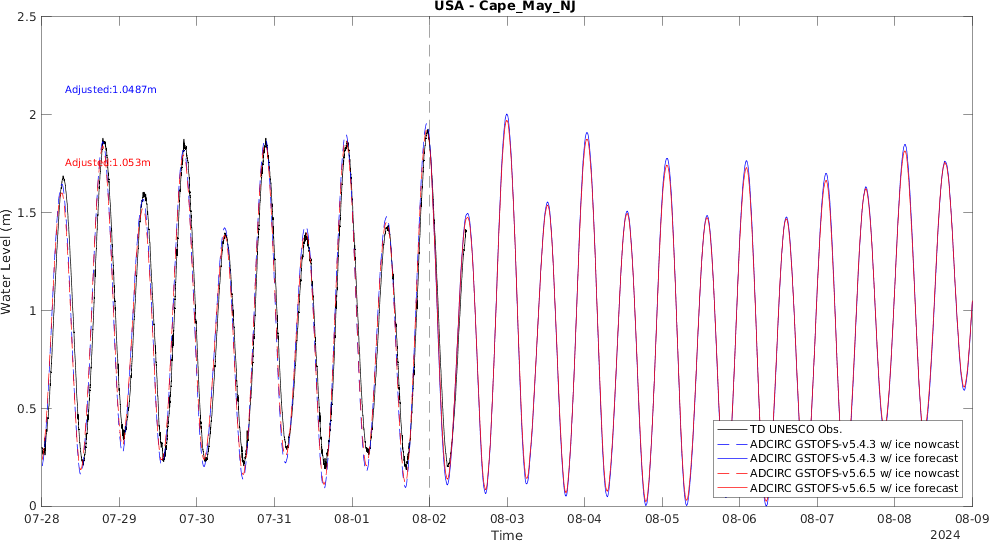 USA - Cape_May_NJ
2.5
Adjusted:1.0487m
2
Adjusted:1.053m
1.5
Water Level (m)
1
0.5
TD UNESCO Obs.
ADCIRC GSTOFS-v5.4.3 w/ ice nowcast
ADCIRC GSTOFS-v5.4.3 w/ ice forecast
ADCIRC GSTOFS-v5.6.5 w/ ice nowcast
ADCIRC GSTOFS-v5.6.5 w/ ice forecast
0
07-28 07-29 07-30 07-31 08-01 08-02 08-03 08-04 08-05 08-06 08-07 08-08 08-09
Time
2024